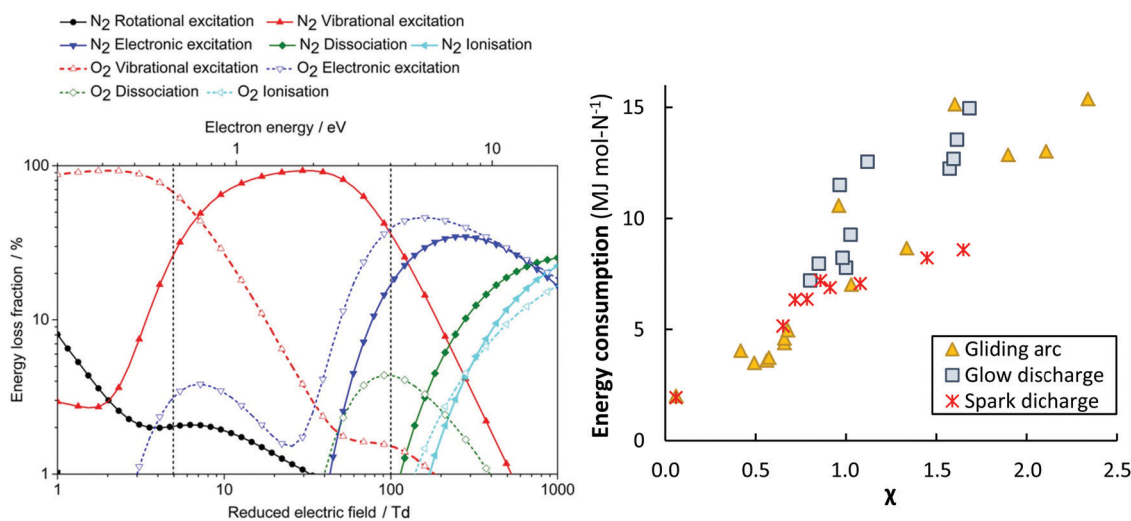 N2 Rotational excitation N2 Vibrational excitation
N2 Electronic excitation N2 Dissociation N2 Ionisation
O2 Vibrational excitation O2 Electronic excitation
O2 Dissociation O2 Ionisation
Electron energy / eV
1 10
100
10
1
Energy loss fraction / %
1 10 100 1000
Reduced electric field / Td
Energy consumption (MJ mol-N⁻¹)
15
10
5
0
Gliding arc
Glow discharge
Spark dicharge
0.0 0.5 1.0 1.5 2.0 2.5
χ